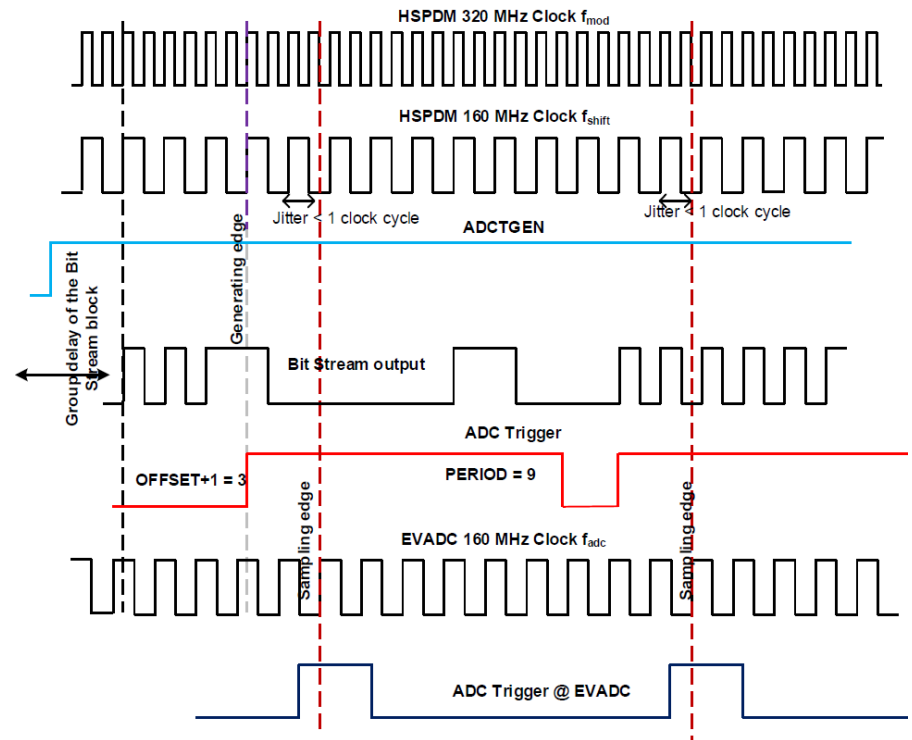 HSPDM 320 MHz Clock fmod
HSPDM 160 MHz Clock fshift
Jitter < 1 clock cycle
Jitter < 1 clock cycle
ADCTGEN
Group delay of the Bit
Stream block
Generating edge
Bit Stream output
ADC Trigger
OFFSET+1 = 3
PERIOD = 9
EVADC 160 MHz Clock fadc
Sampling edge
Sampling edge
ADC Trigger @ EVADC